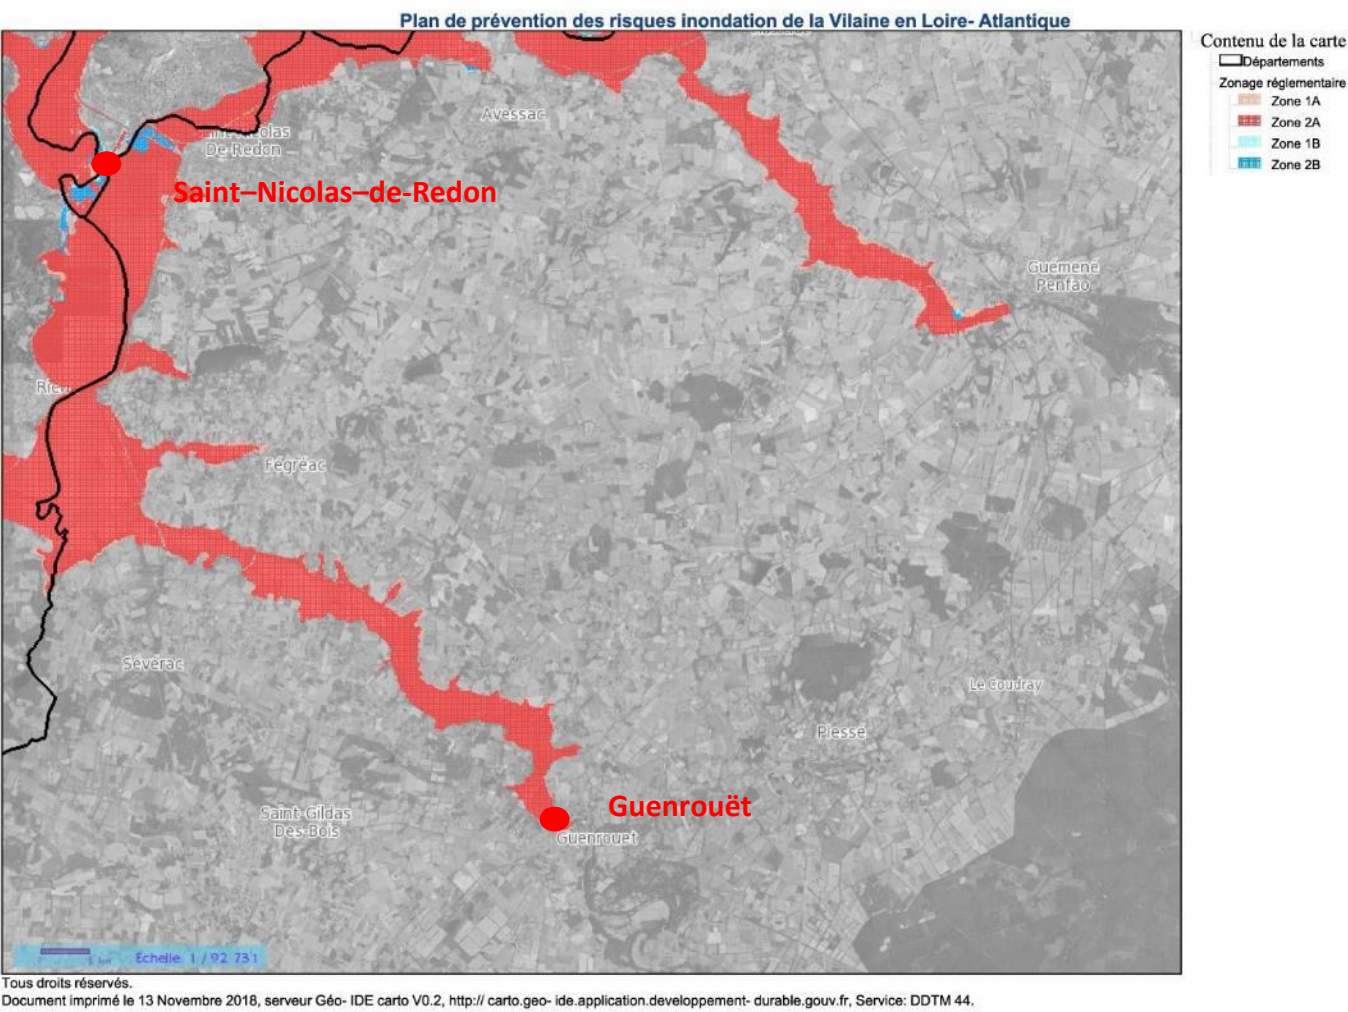 Plan de prévention des risques inondation de la Vilaine en Loire- Atlantique
Contenu de la carte
Départements
Zonage réglementaire
Zone 1A
Zone 2A
Zone 1B
Zone 2B
Avessac
De-Redon
Saint–Nicolas–de-Redon
Guémené
Penfao
Fégréac
Sévérac
Le Coudray
Plessé
Saint-Gildas
Des-Bois
Guenrouët
Guenrouet
Echelle: 1 / 92 731
Tous droits réservés.
Document imprimé le 13 Novembre 2018, serveur Géo- IDE carto V0.2, http:// carto.geo- ide.application.developpement- durable.gouv.fr, Service: DDTM 44.